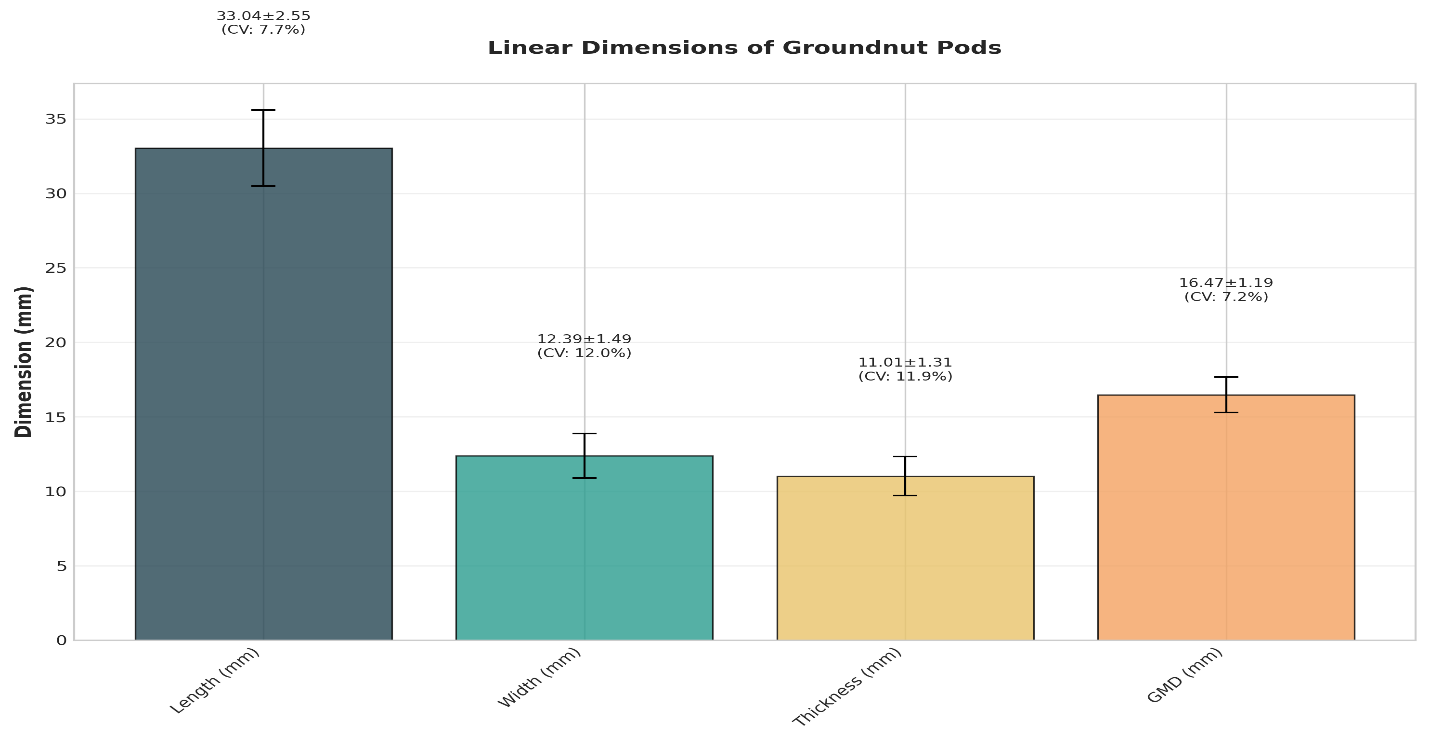 33.04±2.55
(CV: 7.7%)
Linear Dimensions of Groundnut Pods
Dimension (mm)
35
30
25
20
15
10
5
0
12.39±1.49
(CV: 12.0%)
11.01±1.31
(CV: 11.9%)
16.47±1.19
(CV: 7.2%)
Length (mm)
Width (mm)
Thickness (mm)
GMD (mm)